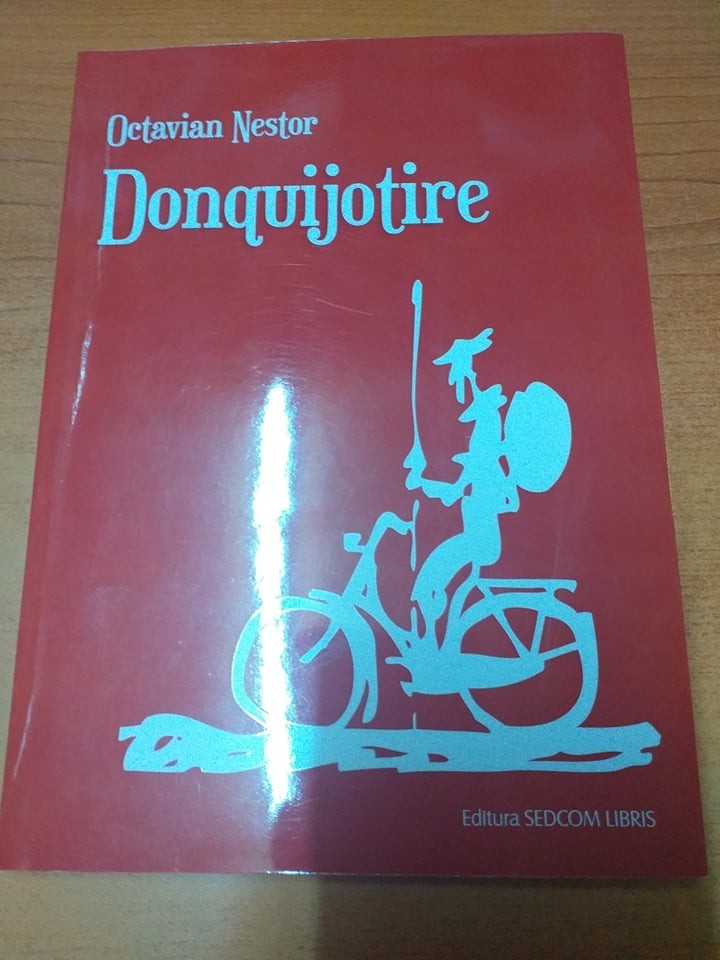 Octavian Nestor
Donquijotire
Editura SEDCOM LIBRIS